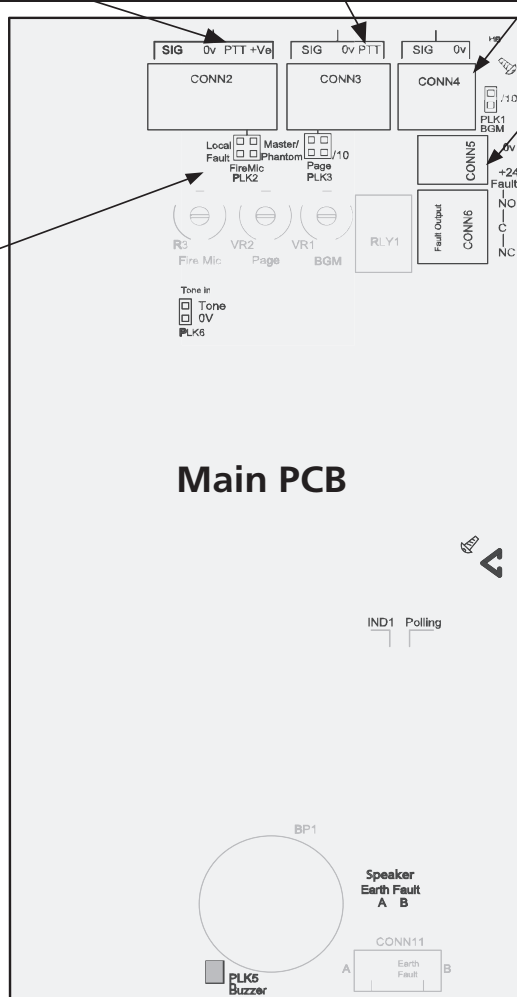 SIG 0v PTT +Ve SIG 0v PTT SIG 0v
CONN2 CONN3 CONN4
/10
PLK1
BGM
Local Fault Master/Phantom /10
FireMic
PLK2
Page
PLK3
CONN5
0v
+24
Fault
NO
C
NC
Fault Output
CONN6
R3 VR2 VR1 RLY1
Fire Mic Page BGM
Tone in
Tone
0V
PLK6
Main PCB
IND1 Polling
BP1
Speaker
Earth Fault
A B
CONN11
A Earth Fault B
PLK5
Buzzer